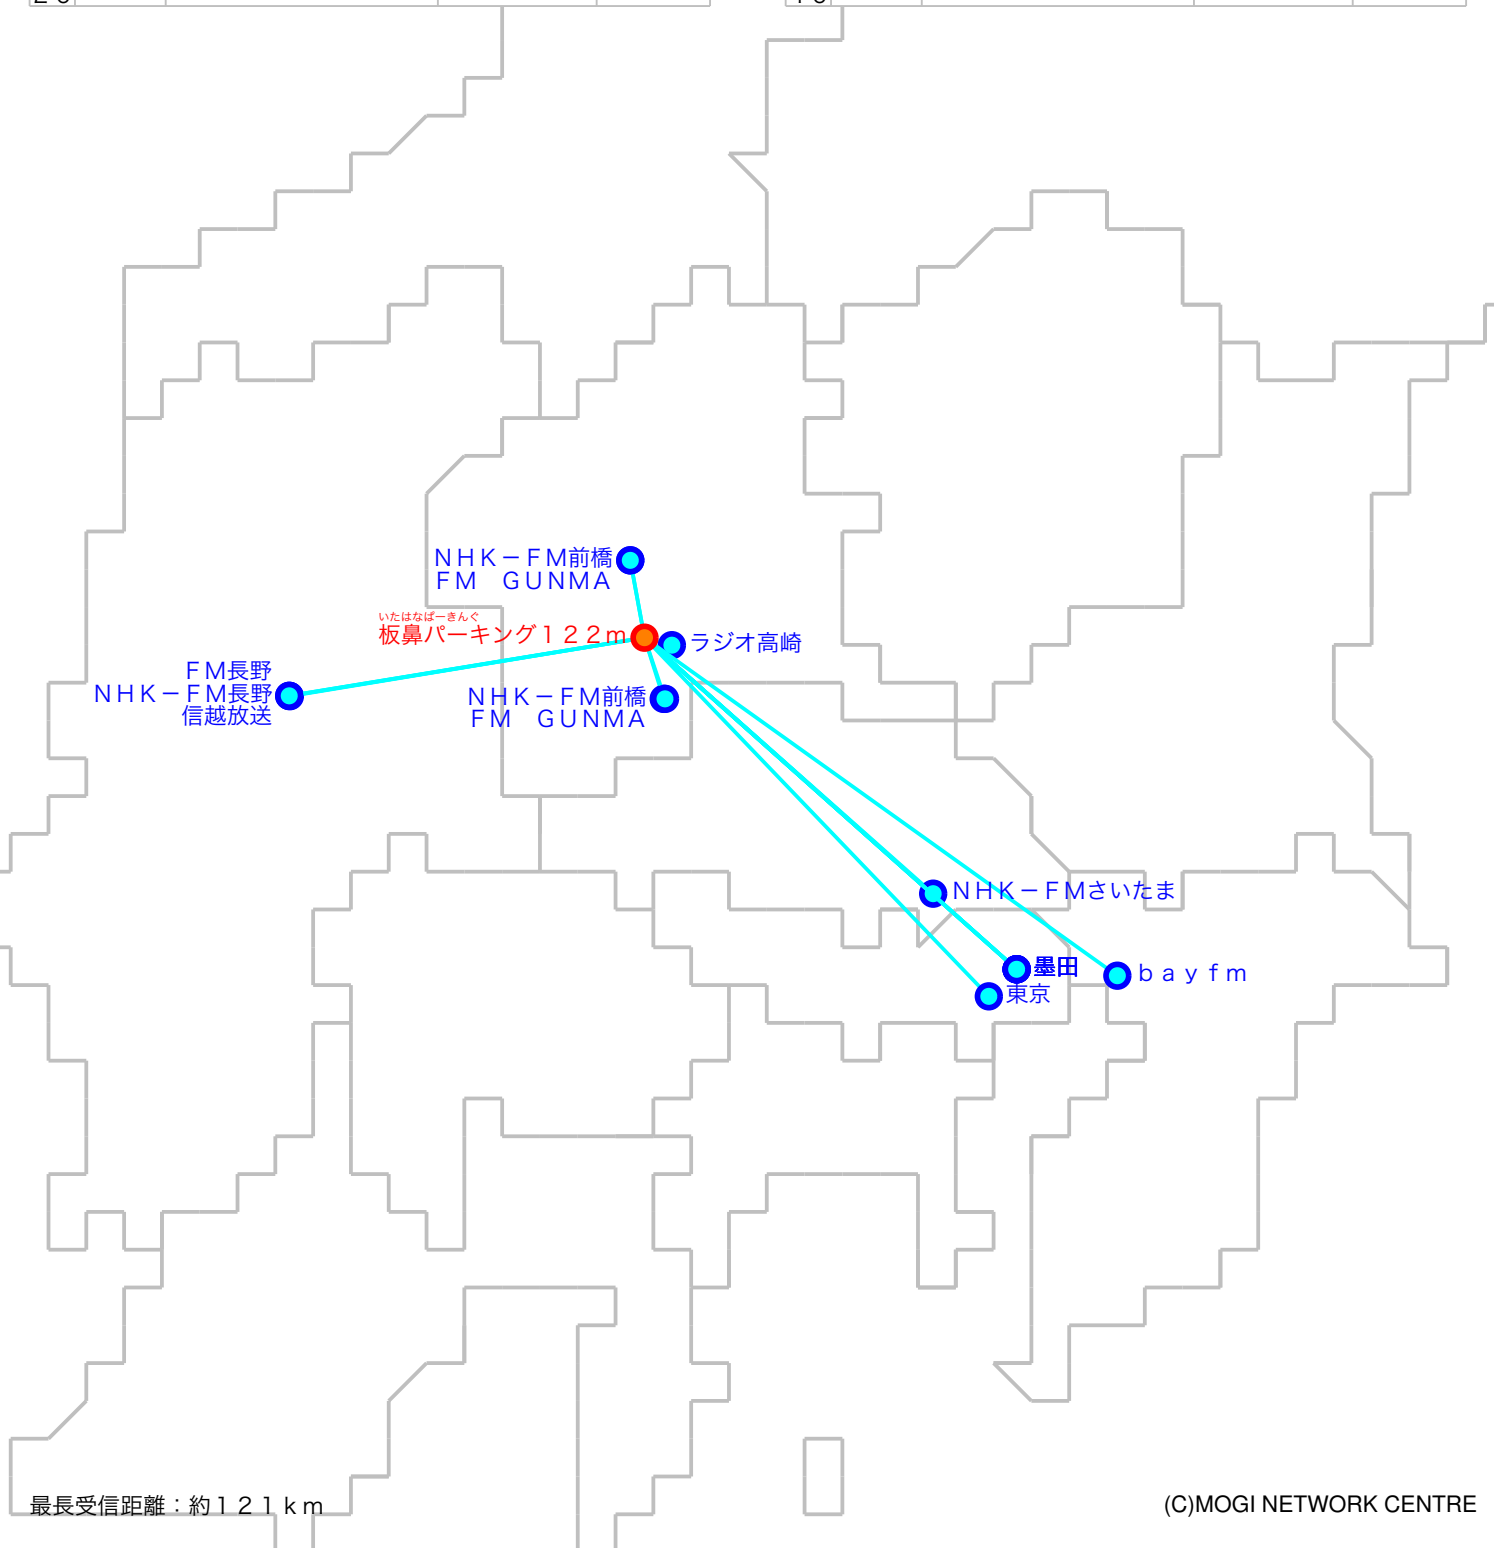 ＮＨＫ－ＦＭ前橋
ＦＭ　ＧＵＮＭＡ
いたはなぱーきんぐ
板鼻パーキング１２２ｍ
ラジオ高崎
ＦＭ長野
ＮＨＫ－ＦＭ長野
信越放送
ＮＨＫ－ＦＭ前橋
ＦＭ　ＧＵＮＭＡ
ＮＨＫ－ＦＭさいたま
墨田
ｂａｙｆｍ
東京
最長受信距離：約１２１ｋｍ
(C)MOGI NETWORK CENTRE